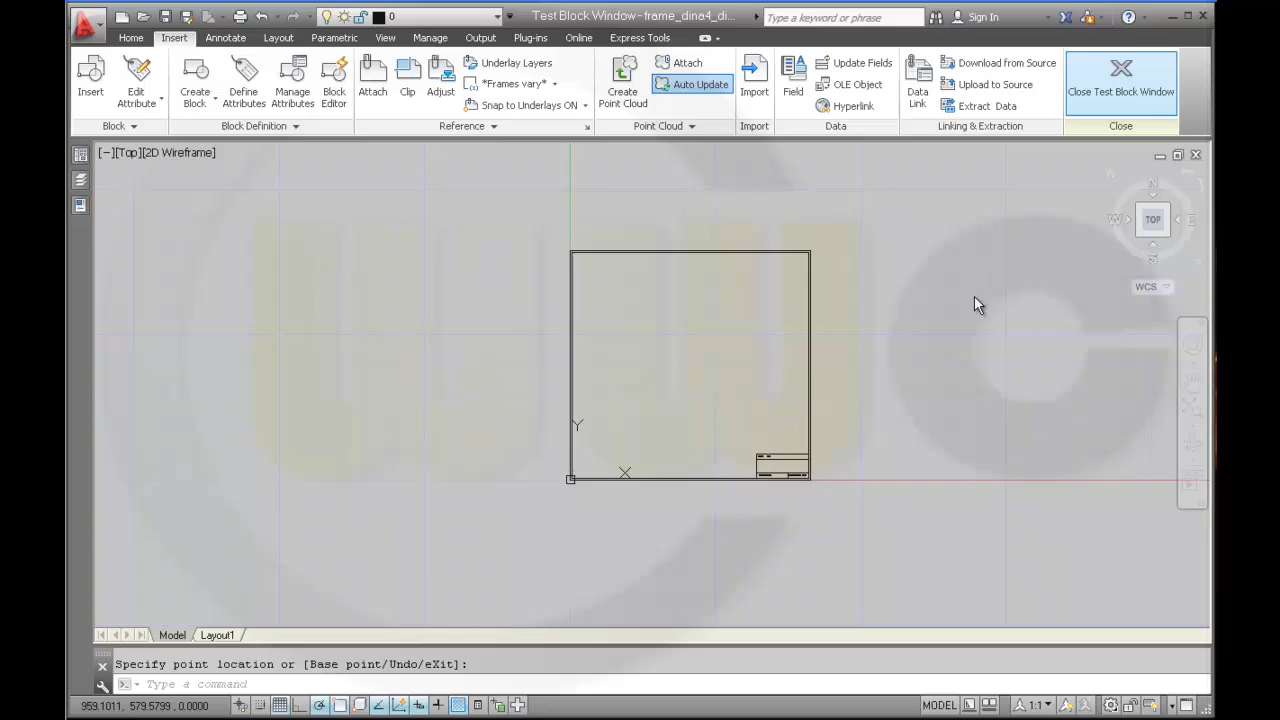 0
Test Block Window - frame_dina4_di...
Type a keyword or phrase
Sign In
Home
Insert
Annotate
Layout
Parametric
View
Manage
Output
Plug-ins
Online
Express Tools
Insert
Edit Attribute
Create Block
Define Attributes
Manage Attributes
Block Editor
Attach
Clip
Adjust
Underlay Layers
*Frames vary*
Snap to Underlays ON
Create Point Cloud
Attach
Auto Update
Import
Field
Update Fields
OLE Object
Hyperlink
Data Link
Download from Source
Upload to Source
Extract Data
Close Test Block Window
Block
Block Definition
Reference
Point Cloud
Import
Data
Linking & Extraction
Close
[−][Top][2D Wireframe]
N
W
TOP
E
S
WCS
Y
X
Model
Layout1
Specify point location or [Base point/Undo/eXit]:
Type a command
959.1011, 579.5799, 0.0000
MODEL
1:1